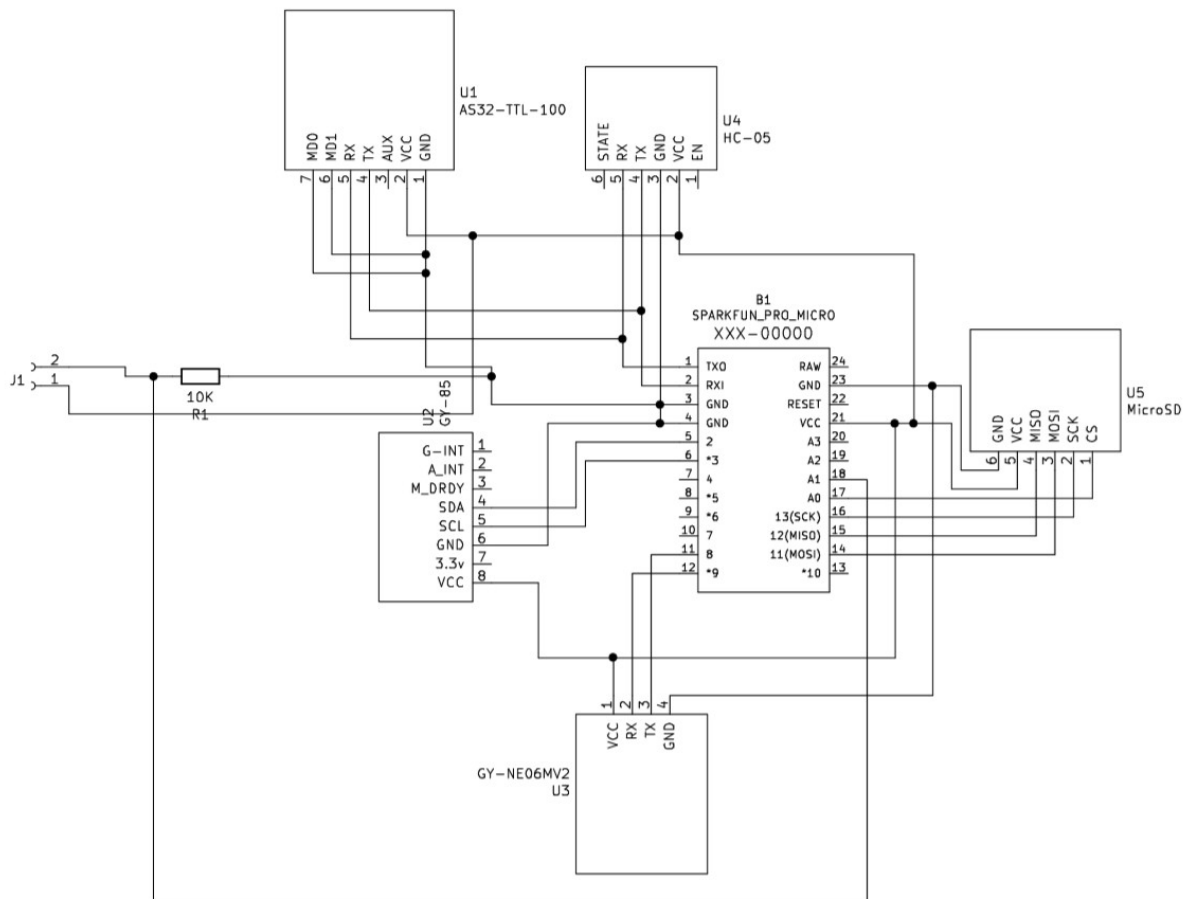 U1
AS32-TTL-100
MD0
MD1
RX
TX
AUX
VCC
GND
7
6
5
4
3
2
1
U4
HC-05
STATE
RX
TX
GND
VCC
EN
6
5
4
3
2
1
B1
SPARKFUN_PRO_MICRO
XXX-00000
1 TX0
2 RX1
3 GND
4 GND
5 2
6 *3
7 4
8 *5
9 *6
10 7
11 8
12 *9
RAW 24
GND 23
RESET 22
VCC 21
A3 20
A2 19
A1 18
A0 17
13(SCK) 16
12(MISO) 15
11(MOSI) 14
*10 13
U5
MicroSD
GND
VCC
MISO
MOSI
SCK
CS
6
5
4
3
2
1
J1
2
1
10K
R1
U2
GY-85
G-INT 1
A_INT 2
M_DRDY 3
SDA 4
SCL 5
GND 6
3.3v 7
VCC 8
1
2
3
4
VCC
RX
TX
GND
GY-NE06MV2
U3